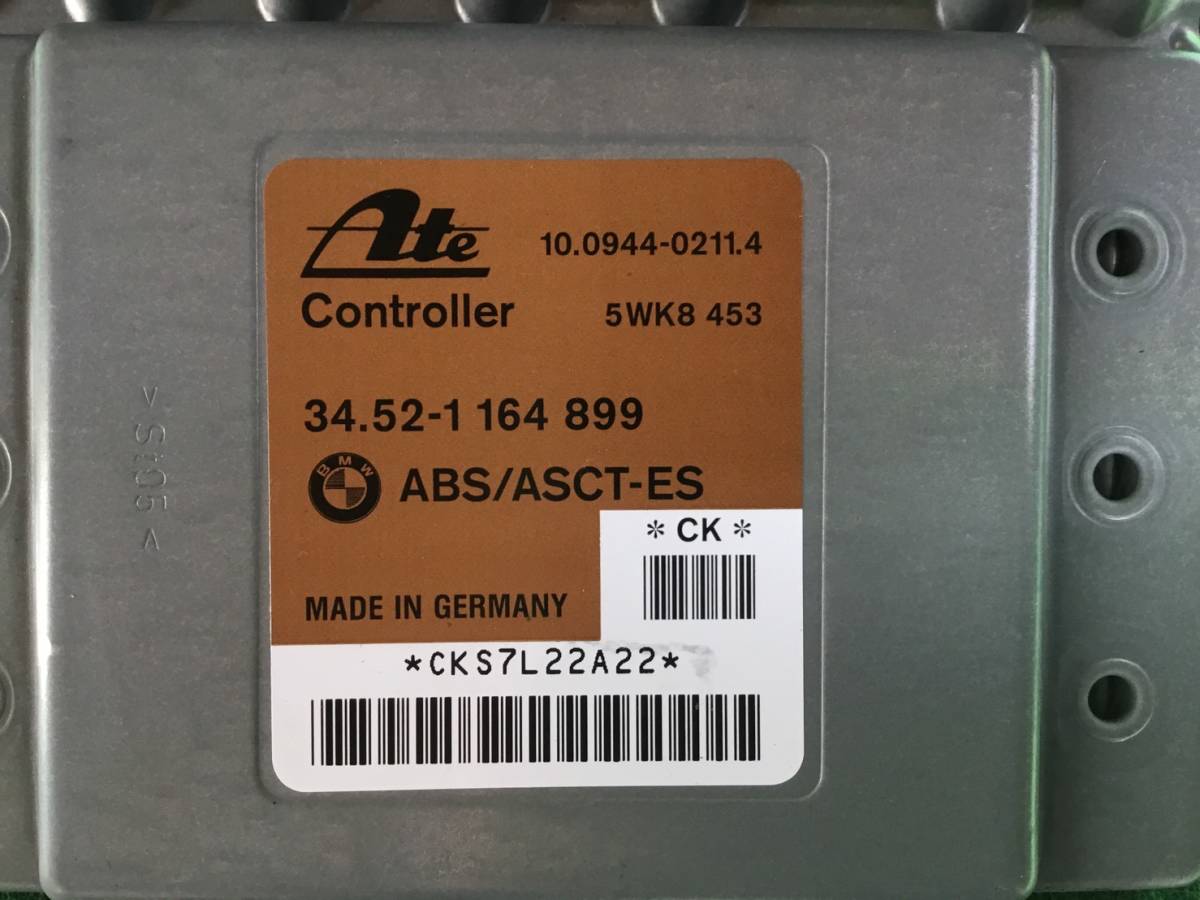 Ate 10.0944-0211.4
Controller 5WK8 453
34.52-1 164 899
BMW ABS/ASCT-ES
* CK *
MADE IN GERMANY
*CKS7L22A22*